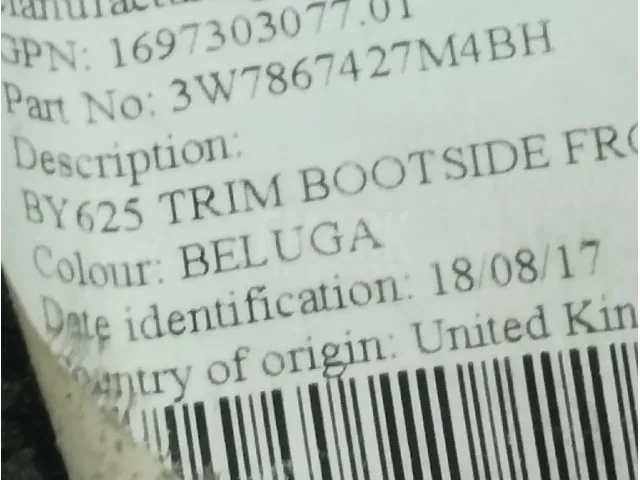 GPN: 1697303077.01
Part No: 3W7867427M4BH
Description:
BY625 TRIM BOOTSIDE FRO
Colour: BELUGA
Date identification: 18/08/17
Country of origin: United Kin